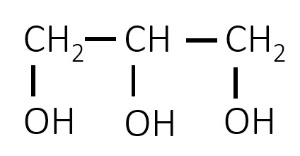 CH₂ — CH — CH₂
OH OH OH